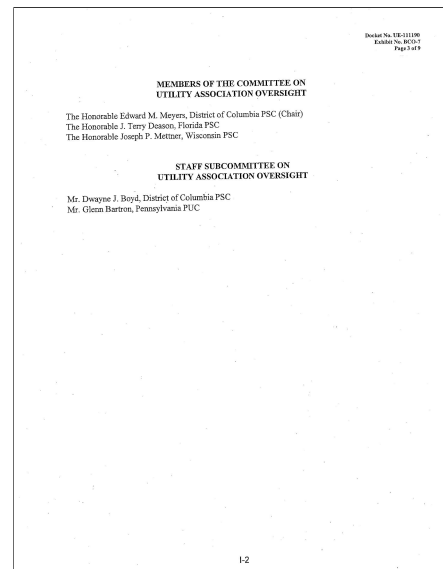 Docket No. UE-111190
Exhibit No. BCO-7
Page 3 of 9
MEMBERS OF THE COMMITTEE ON
UTILITY ASSOCIATION OVERSIGHT
The Honorable Edward M. Meyers, District of Columbia PSC (Chair)
The Honorable J. Terry Deason, Florida PSC
The Honorable Joseph P. Mettner, Wisconsin PSC
STAFF SUBCOMMITTEE ON
UTILITY ASSOCIATION OVERSIGHT
Mr. Dwayne J. Boyd, District of Columbia PSC
Mr. Glenn Bartron, Pennsylvania PUC
I-2